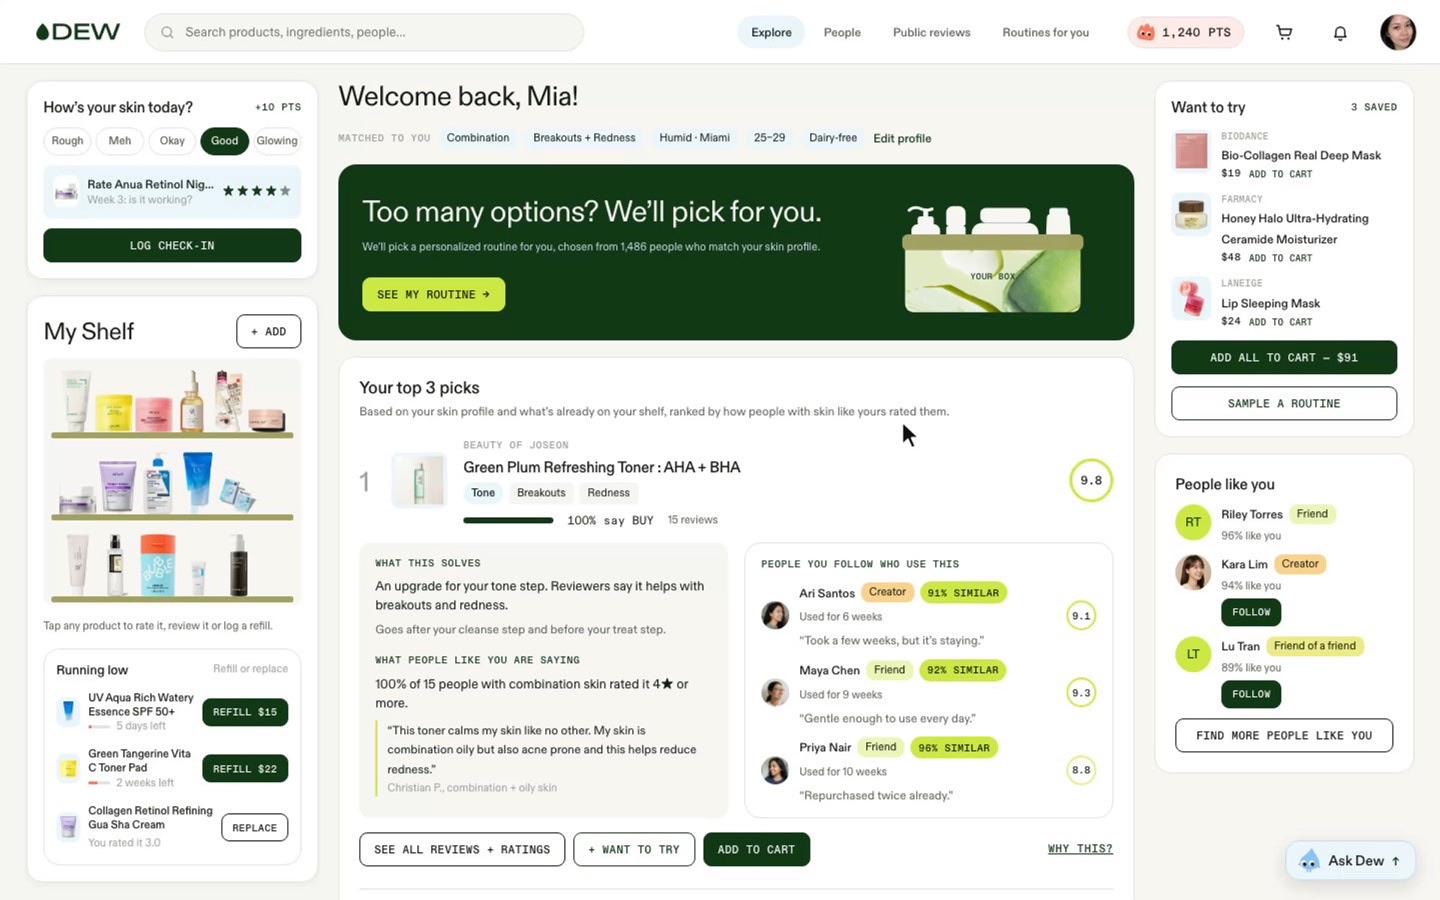 DEW
Search products, ingredients, people...
Explore
People
Public reviews
Routines for you
1,240 PTS
How's your skin today?
+10 PTS
Rough
Meh
Okay
Good
Glowing
Rate Anua Retinol Nig...
Week 3: is it working?
LOG CHECK-IN
My Shelf
+ ADD
Tap any product to rate it, review it or log a refill.
Running low
Refill or replace
UV Aqua Rich Watery
Essence SPF 50+
5 days left
REFILL $15
Green Tangerine Vita
C Toner Pad
2 weeks left
REFILL $22
Collagen Retinol Refining
Gua Sha Cream
You rated it 3.0
REPLACE
Welcome back, Mia!
MATCHED TO YOU
Combination
Breakouts + Redness
Humid · Miami
25–29
Dairy-free
Edit profile
Too many options? We'll pick for you.
We'll pick a personalized routine for you, chosen from 1,486 people who match your skin profile.
SEE MY ROUTINE →
YOUR BOX
Your top 3 picks
Based on your skin profile and what's already on your shelf, ranked by how people with skin like yours rated them.
1
BEAUTY OF JOSEON
Green Plum Refreshing Toner : AHA + BHA
Tone
Breakouts
Redness
100% say BUY
15 reviews
9.8
WHAT THIS SOLVES
An upgrade for your tone step. Reviewers say it helps with
breakouts and redness.
Goes after your cleanse step and before your treat step.
WHAT PEOPLE LIKE YOU ARE SAYING
100% of 15 people with combination skin rated it 4★ or
more.
“This toner calms my skin like no other. My skin is
combination oily but also acne prone and this helps reduce
redness.”
Christian P., combination + oily skin
PEOPLE YOU FOLLOW WHO USE THIS
Ari Santos
Creator
91% SIMILAR
Used for 6 weeks
“Took a few weeks, but it's staying.”
9.1
Maya Chen
Friend
92% SIMILAR
Used for 9 weeks
“Gentle enough to use every day.”
9.3
Priya Nair
Friend
96% SIMILAR
Used for 10 weeks
“Repurchased twice already.”
8.8
SEE ALL REVIEWS + RATINGS
+ WANT TO TRY
ADD TO CART
WHY THIS?
Want to try
3 SAVED
BIODANCE
Bio-Collagen Real Deep Mask
$19 ADD TO CART
FARMACY
Honey Halo Ultra-Hydrating
Ceramide Moisturizer
$48 ADD TO CART
LANEIGE
Lip Sleeping Mask
$24 ADD TO CART
ADD ALL TO CART — $91
SAMPLE A ROUTINE
People like you
RT
Riley Torres
Friend
96% like you
Kara Lim
Creator
94% like you
FOLLOW
LT
Lu Tran
Friend of a friend
89% like you
FOLLOW
FIND MORE PEOPLE LIKE YOU
Ask Dew ↑